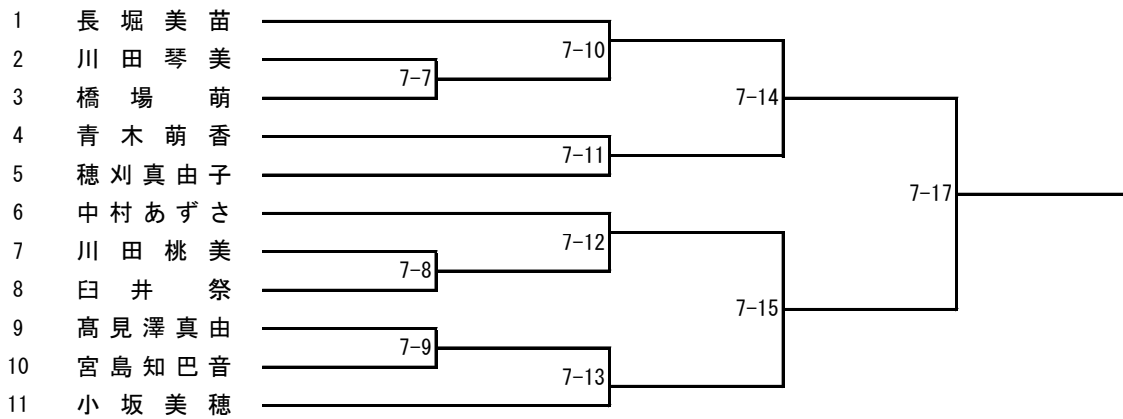 1 長堀美苗
7-10
2 川田琴美
7-7
3 橋場萌
7-14
4 青木萌香
7-11
5 穂刈真由子
7-17
6 中村あずさ
7-12
7 川田桃美
7-8
8 臼井祭
7-15
9 髙見澤真由
7-9
10 宮島知巴音
7-13
11 小坂美穂